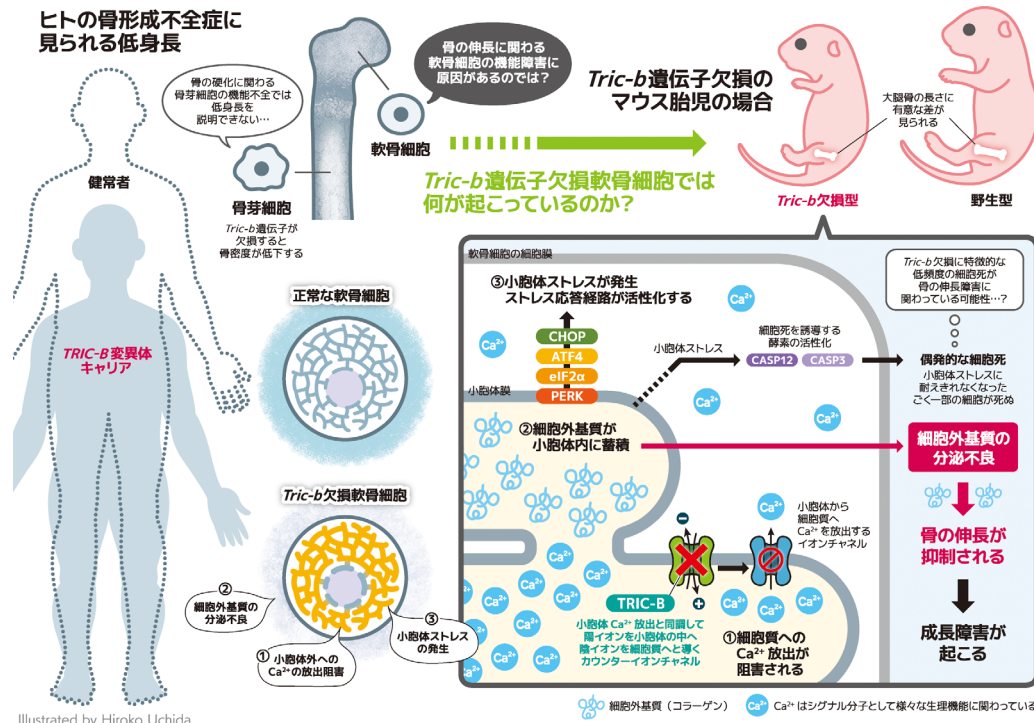 ヒトの骨形成不全症に
見られる低身長
骨の硬化に関わる
骨芽細胞の機能不全では
低身長を
説明できない…
骨の伸長に関わる
軟骨細胞の機能障害に
原因があるのでは？
軟骨細胞
骨芽細胞
Tric-b遺伝子が
欠損すると
骨密度が低下する
健常者
TRIC-B 変異体
キャリア
Tric-b遺伝子欠損の
マウス胎児の場合
大腿骨の長さに
有意な差が
見られる
Tric-b欠損型
野生型
Tric-b遺伝子欠損軟骨細胞では
何が起こっているのか？
正常な軟骨細胞
Tric-b欠損軟骨細胞
②
細胞外基質の
分泌不良
① 小胞体外への
Ca²⁺の放出阻害
③
小胞体ストレス
の発生
軟骨細胞の細胞膜
③小胞体ストレスが発生
ストレス応答経路が活性化する
Ca²⁺
Ca²⁺
CHOP
ATF4
eIF2α
PERK
小胞体膜
小胞体ストレス
細胞死を誘導する
酵素の活性化
CASP12
CASP3
Ca²⁺
Ca²⁺
Tric-b欠損に特徴的な
低頻度の細胞死が
骨の伸長障害に
関わっている可能性…？
偶発的な細胞死
小胞体ストレスに
耐えきれなくなった
ごく一部の細胞が死ぬ
②細胞外基質が
小胞体内に蓄積
細胞外基質の
分泌不良
骨の伸長が
抑制される
成長障害が
起こる
Ca²⁺
小胞体から
細胞質へ
Ca²⁺を放出する
イオンチャネル
−
+
TRIC-B
小胞体 Ca²⁺ 放出と同調して
陽イオンを小胞体の中へ
陰イオンを細胞質へと導く
カウンターイオンチャネル
Ca²⁺
Ca²⁺
Ca²⁺
Ca²⁺
Ca²⁺
Ca²⁺
Ca²⁺
Ca²⁺
Ca²⁺
Ca²⁺
Ca²⁺
Ca²⁺
Ca²⁺
①細胞質への
Ca²⁺ 放出が
阻害される
細胞外基質（コラーゲン）
Ca²⁺
Ca²⁺ はシグナル分子として様々な生理機能に関わっている
Illustrated by Hiroko Uchida